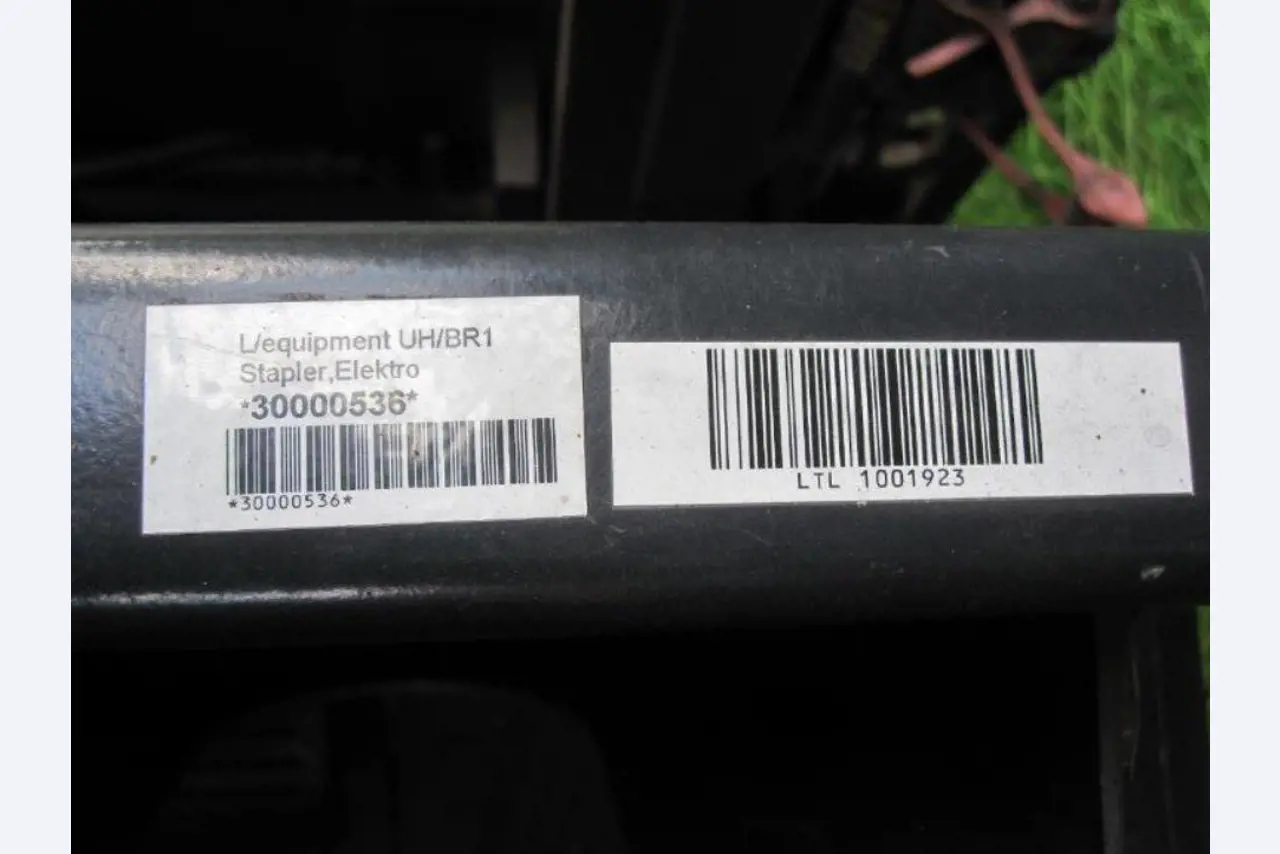 L/equipment UH/BR1
Stapler,Elektro
*30000536*
*30000536*
LTL 1001923